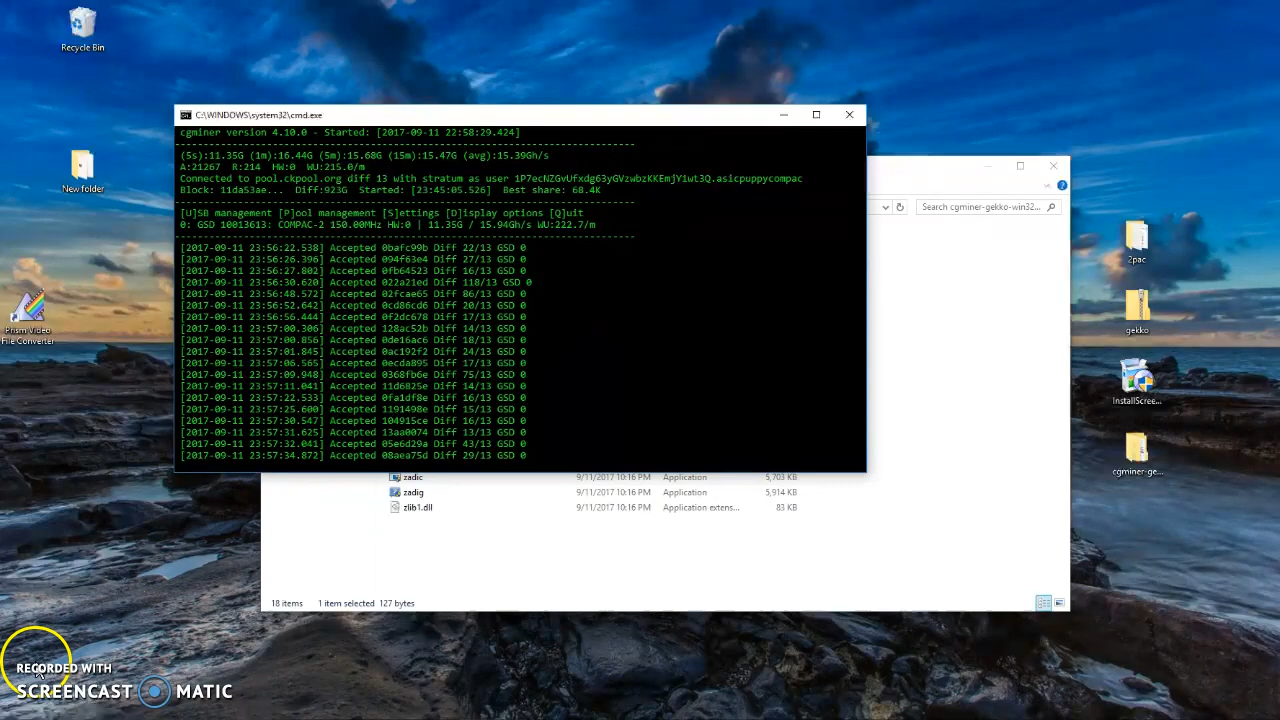 Recycle Bin
New folder
Prism Video
File Converter
C:\WINDOWS\system32\cmd.exe
cgminer version 4.10.0 - Started: [2017-09-11 22:58:29.424]
(5s):11.35G (1m):16.44G (5m):15.68G (15m):15.47G (avg):15.39Gh/s
A:21267 R:214 HW:0 WU:215.0/m
Connected to pool.ckpool.org diff 13 with stratum as user 1P7ecNZGvUfxdg63yGVzwbzKKEmjY1wt3Q.asicpuppycompac
Block: 11da53ae... Diff:923G Started: [23:45:05.526] Best share: 68.4K
[U]SB management [P]ool management [S]ettings [D]isplay options [Q]uit
0: GSD 10013613: COMPAC-2 150.00MHz HW:0 | 11.35G / 15.94Gh/s WU:222.7/m
[2017-09-11 23:56:22.538] Accepted 0bafc99b Diff 22/13 GSD 0
[2017-09-11 23:56:26.396] Accepted 094f63e4 Diff 27/13 GSD 0
[2017-09-11 23:56:27.802] Accepted 0fb64523 Diff 16/13 GSD 0
[2017-09-11 23:56:30.620] Accepted 022a21ed Diff 118/13 GSD 0
[2017-09-11 23:56:48.572] Accepted 02fcae65 Diff 86/13 GSD 0
[2017-09-11 23:56:52.642] Accepted 0cd86cd6 Diff 20/13 GSD 0
[2017-09-11 23:56:56.444] Accepted 0f2dc678 Diff 17/13 GSD 0
[2017-09-11 23:57:00.306] Accepted 128ac52b Diff 14/13 GSD 0
[2017-09-11 23:57:00.856] Accepted 0de16ac6 Diff 18/13 GSD 0
[2017-09-11 23:57:01.845] Accepted 0ac192f2 Diff 24/13 GSD 0
[2017-09-11 23:57:06.565] Accepted 0ecda895 Diff 17/13 GSD 0
[2017-09-11 23:57:09.948] Accepted 0368fb6e Diff 75/13 GSD 0
[2017-09-11 23:57:11.041] Accepted 11d6825e Diff 14/13 GSD 0
[2017-09-11 23:57:22.533] Accepted 0fa1df8e Diff 16/13 GSD 0
[2017-09-11 23:57:25.600] Accepted 1191498e Diff 15/13 GSD 0
[2017-09-11 23:57:30.547] Accepted 104915ce Diff 16/13 GSD 0
[2017-09-11 23:57:31.625] Accepted 13aa0074 Diff 13/13 GSD 0
[2017-09-11 23:57:32.041] Accepted 05e6d29a Diff 43/13 GSD 0
[2017-09-11 23:57:34.872] Accepted 08aea75d Diff 29/13 GSD 0
Search cgminer-gekko-win32...
zadic 9/11/2017 10:16 PM Application 5,703 KB
zadig 9/11/2017 10:16 PM Application 5,914 KB
zlib1.dll 9/11/2017 10:16 PM Application extens... 83 KB
18 items 1 item selected 127 bytes
2pac
gekko
InstallScree...
cgminer-ge...
RECORDED WITH
SCREENCAST MATIC